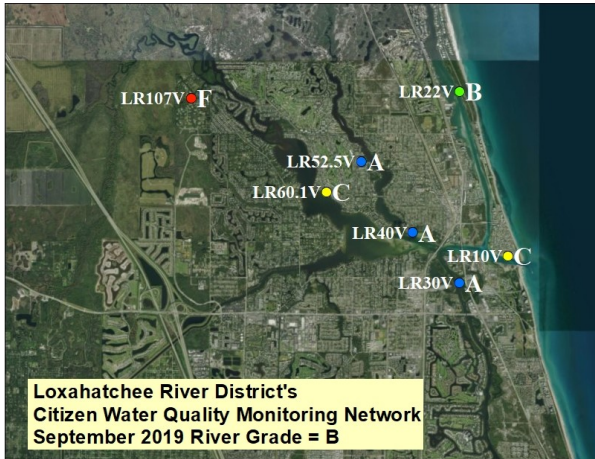 LR107V F
LR22V B
LR52.5V A
LR60.1V C
LR40V A
LR10V C
LR30V A
Loxahatchee River District's
Citizen Water Quality Monitoring Network
September 2019 River Grade = B